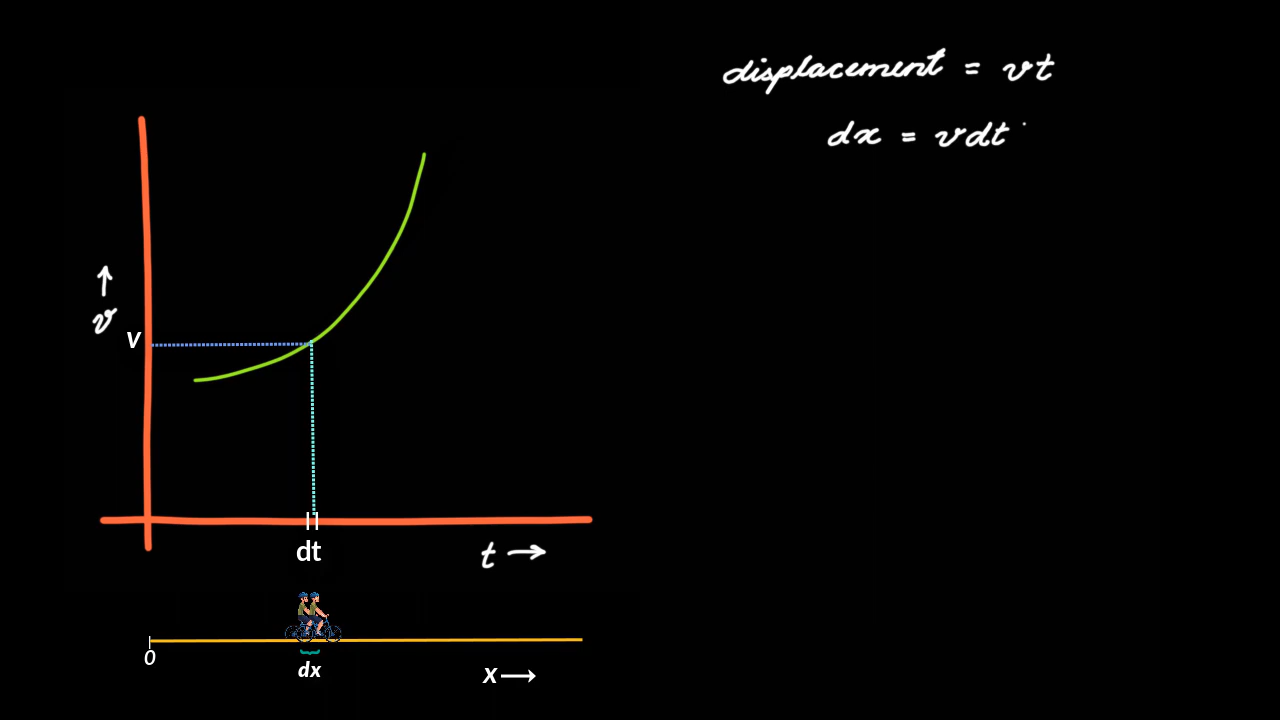 displacement = vt
dx = vdt
↑
v
V
dt
t →
0
dx
x →